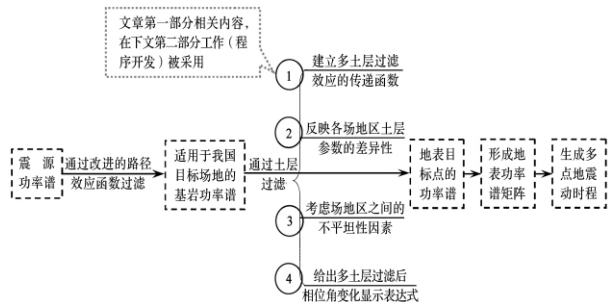 文章第一部分相关内容，
在下文第二部分工作（程
序开发）被采用
1
建立多土层过滤
效应的传递函数
2
反映各场地区土层
参数的差异性
震 源
功率谱
通过改进的路径
效应函数过滤
适用于我国
目标场地的
基岩功率谱
通过土层
过滤
地表目
标点的
功率谱
形成地
表功率
谱矩阵
生成多
点地震
动时程
3
考虑场地区之间的
不平坦性因素
4
给出多土层过滤后
相位角变化显示表达式